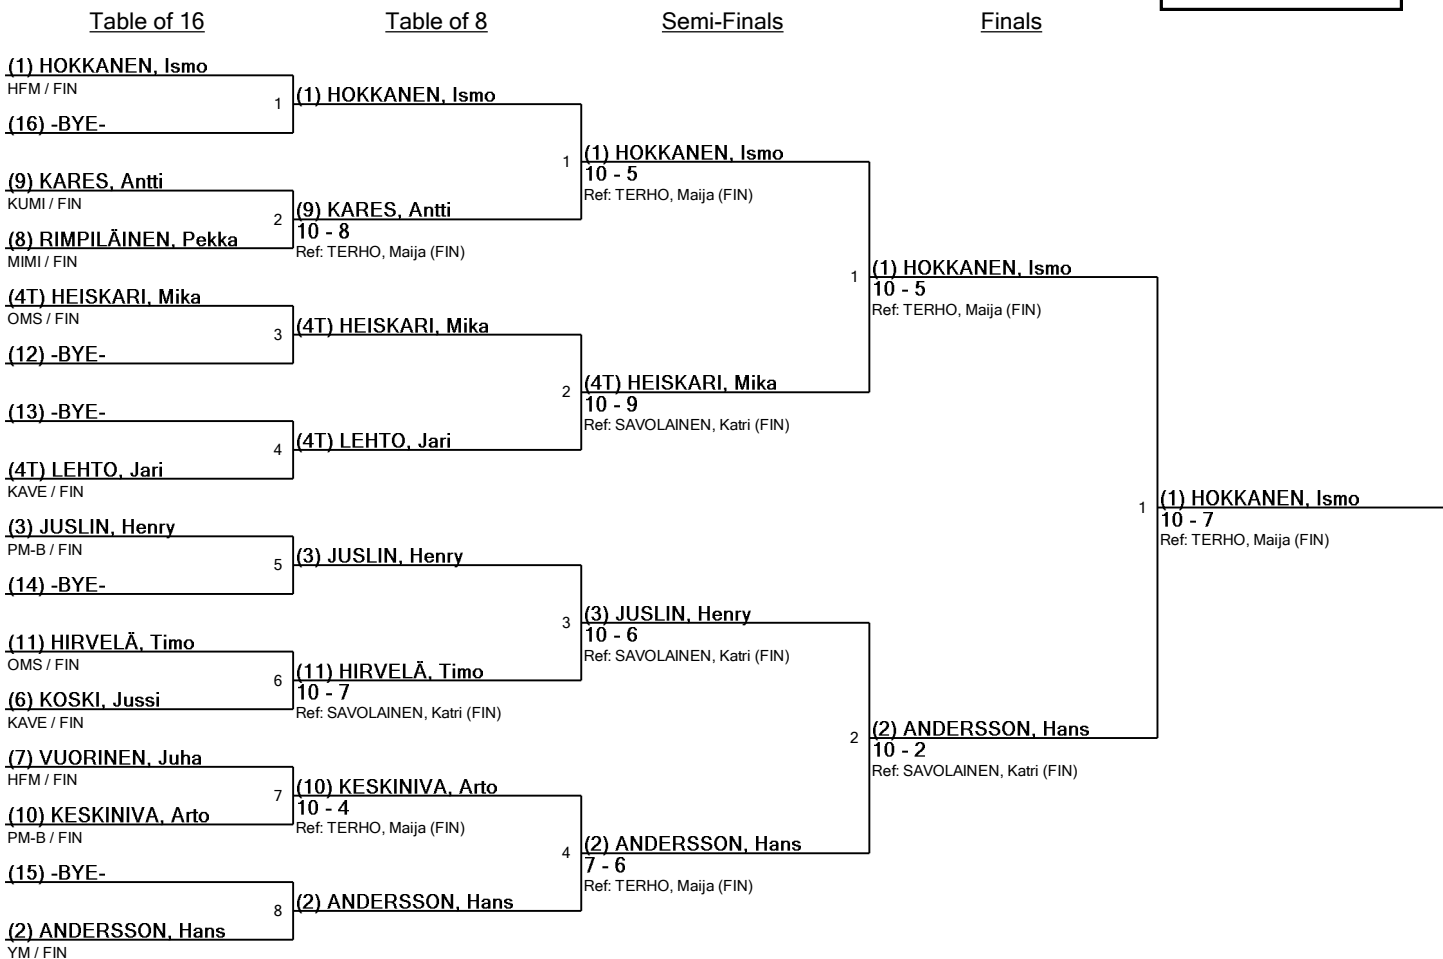 Table of 16
Table of 8
Semi-Finals
Finals
(1) HOKKANEN, Ismo
HFM / FIN
(16) -BYE-
(9) KARES, Antti
KUMI / FIN
(8) RIMPILÄINEN, Pekka
MIMI / FIN
(4T) HEISKARI, Mika
OMS / FIN
(12) -BYE-
(13) -BYE-
(4T) LEHTO, Jari
KAVE / FIN
(3) JUSLIN, Henry
PM-B / FIN
(14) -BYE-
(11) HIRVELÄ, Timo
OMS / FIN
(6) KOSKI, Jussi
KAVE / FIN
(7) VUORINEN, Juha
HFM / FIN
(10) KESKINIVA, Arto
PM-B / FIN
(15) -BYE-
(2) ANDERSSON, Hans
YM / FIN
1
(1) HOKKANEN, Ismo
2
(9) KARES, Antti
10 - 8
Ref: TERHO, Maija (FIN)
3
(4T) HEISKARI, Mika
4
(4T) LEHTO, Jari
5
(3) JUSLIN, Henry
6
(11) HIRVELÄ, Timo
10 - 7
Ref: SAVOLAINEN, Katri (FIN)
7
(10) KESKINIVA, Arto
10 - 4
Ref: TERHO, Maija (FIN)
8
(2) ANDERSSON, Hans
1
(1) HOKKANEN, Ismo
10 - 5
Ref: TERHO, Maija (FIN)
2
(4T) HEISKARI, Mika
10 - 9
Ref: SAVOLAINEN, Katri (FIN)
3
(3) JUSLIN, Henry
10 - 6
Ref: SAVOLAINEN, Katri (FIN)
4
(2) ANDERSSON, Hans
7 - 6
Ref: TERHO, Maija (FIN)
1
(1) HOKKANEN, Ismo
10 - 5
Ref: TERHO, Maija (FIN)
2
(2) ANDERSSON, Hans
10 - 2
Ref: SAVOLAINEN, Katri (FIN)
1
(1) HOKKANEN, Ismo
10 - 7
Ref: TERHO, Maija (FIN)